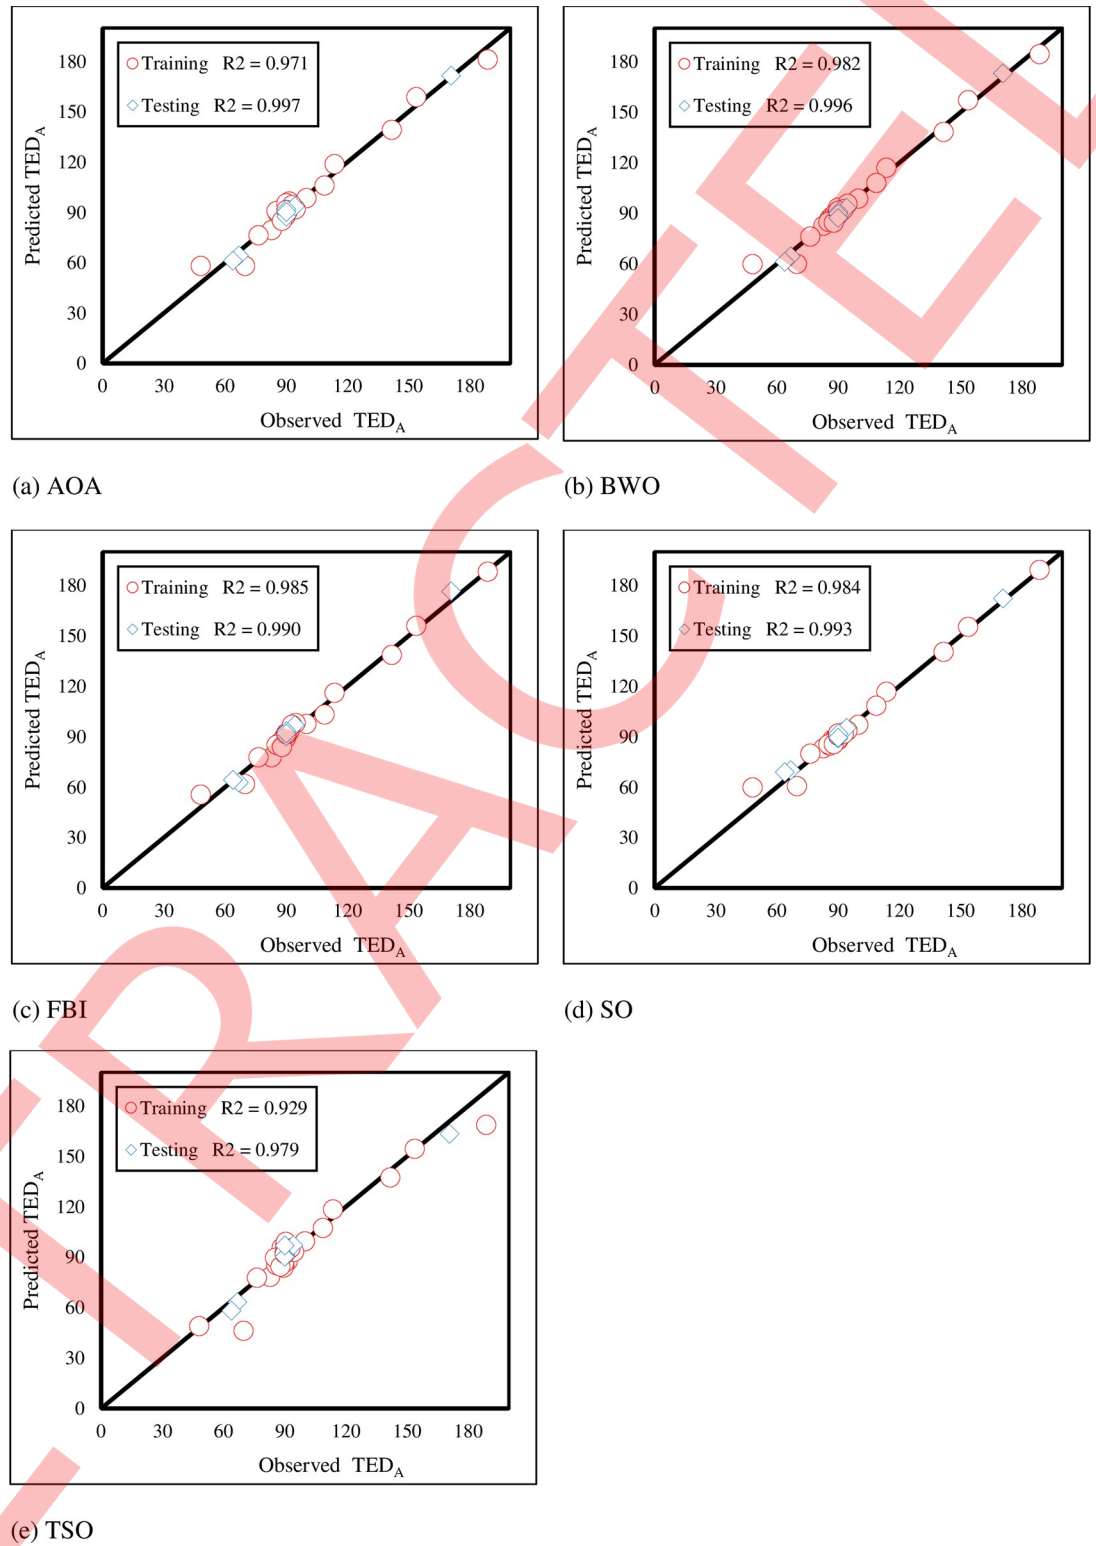 Training R2 = 0.971
Testing R2 = 0.997
Predicted TEDA
180
150
120
90
60
30
0
0 30 60 90 120 150 180
Observed TEDA
(a) AOA
Training R2 = 0.982
Testing R2 = 0.996
Predicted TEDA
180
150
120
90
60
30
0
0 30 60 90 120 150 180
Observed TEDA
(b) BWO
Training R2 = 0.985
Testing R2 = 0.990
Predicted TEDA
180
150
120
90
60
30
0
0 30 60 90 120 150 180
Observed TEDA
(c) FBI
Training R2 = 0.984
Testing R2 = 0.993
Predicted TEDA
180
150
120
90
60
30
0
0 30 60 90 120 150 180
Observed TEDA
(d) SO
Training R2 = 0.929
Testing R2 = 0.979
Predicted TEDA
180
150
120
90
60
30
0
0 30 60 90 120 150 180
Observed TEDA
(e) TSO
TRACTE